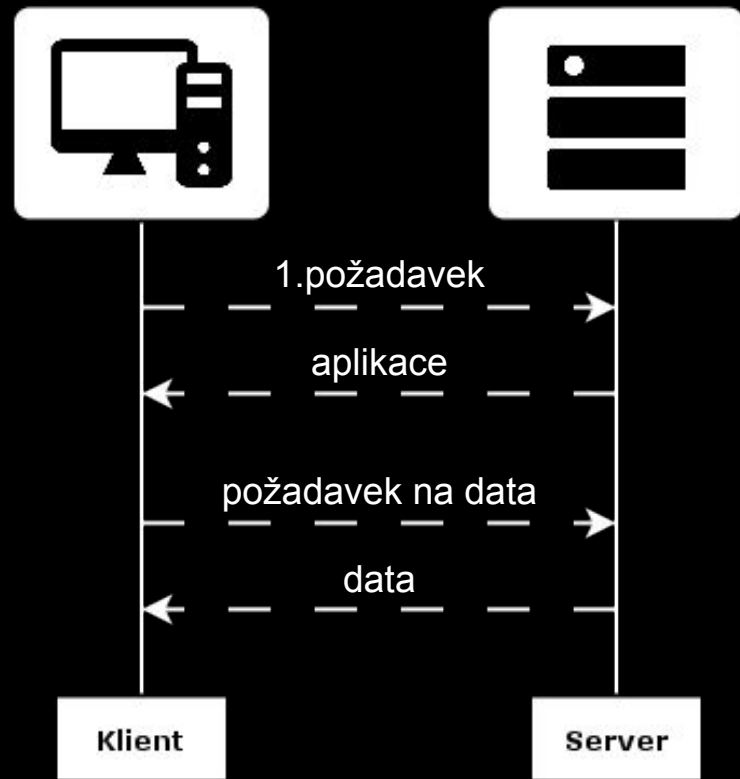 1.požadavek
aplikace
požadavek na data
data
Klient
Server